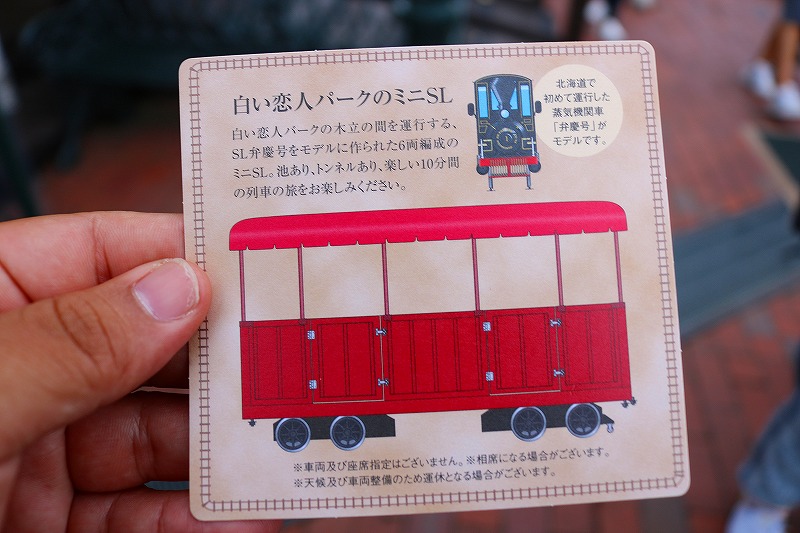 白い恋人パークのミニSL
白い恋人パークの木立の間を運行する、
SL弁慶号をモデルに作られた6両編成の
ミニSL。池あり、トンネルあり、楽しい10分間
の列車の旅をお楽しみください。
北海道で
初めて運行した
蒸気機関車
「弁慶号」が
モデルです。
※車両及び座席指定はございません。※相席になる場合がございます。
※天候及び車両整備のため運休となる場合がございます。